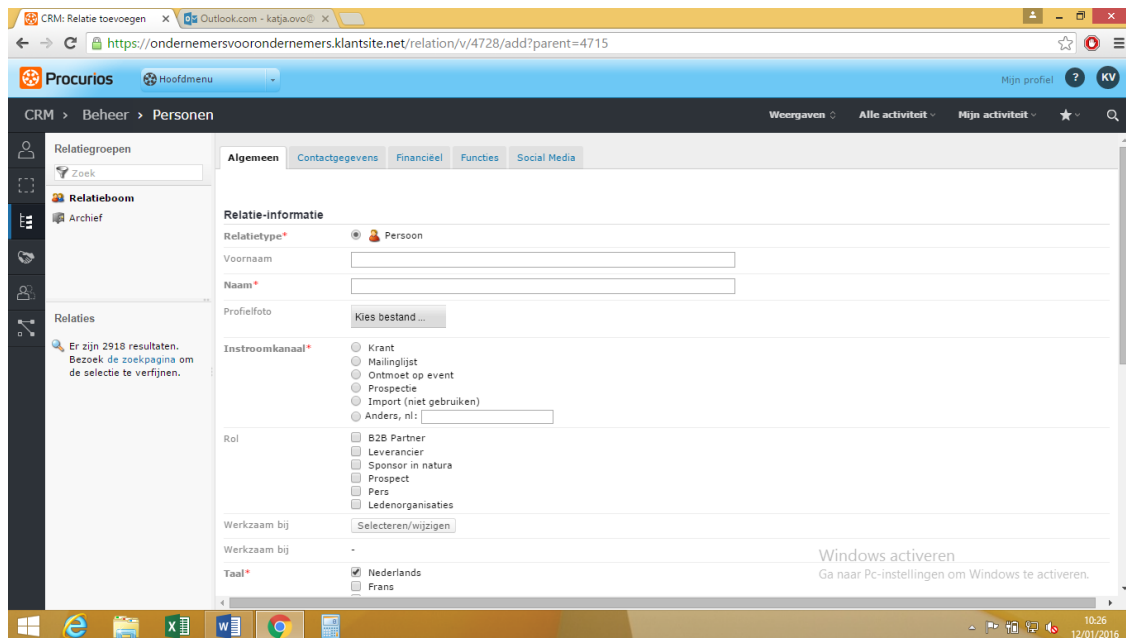 CRM: Relatie toevoegen
Outlook.com - katja.ovo@
https://ondernemersvoorondernemers.klantsite.net/relation/v/4728/add?parent=4715
Procurios
Hoofdmenu
Mijn profiel
?
KV
CRM > Beheer > Personen
Weergaven
Alle activiteit
Mijn activiteit
Relatiegroepen
Zoek
Relatieboom
Archief
Relaties
Er zijn 2918 resultaten.
Bezoek de zoekpagina om
de selectie te verfijnen.
Algemeen Contactgegevens Financiëel Functies Social Media
Relatie-informatie
Relatietype* Persoon
Voornaam
Naam*
Profielfoto Kies bestand ...
Instroomkanaal* Krant
Mailinglijst
Ontmoet op event
Prospectie
Import (niet gebruiken)
Anders, nl:
Rol B2B Partner
Leverancier
Sponsor in natura
Prospect
Pers
Ledenorganisaties
Werkzaam bij Selecteren/wijzigen
Werkzaam bij -
Taal* Nederlands
Frans
Windows activeren
Ga naar Pc-instellingen om Windows te activeren.
10:26
12/01/2016